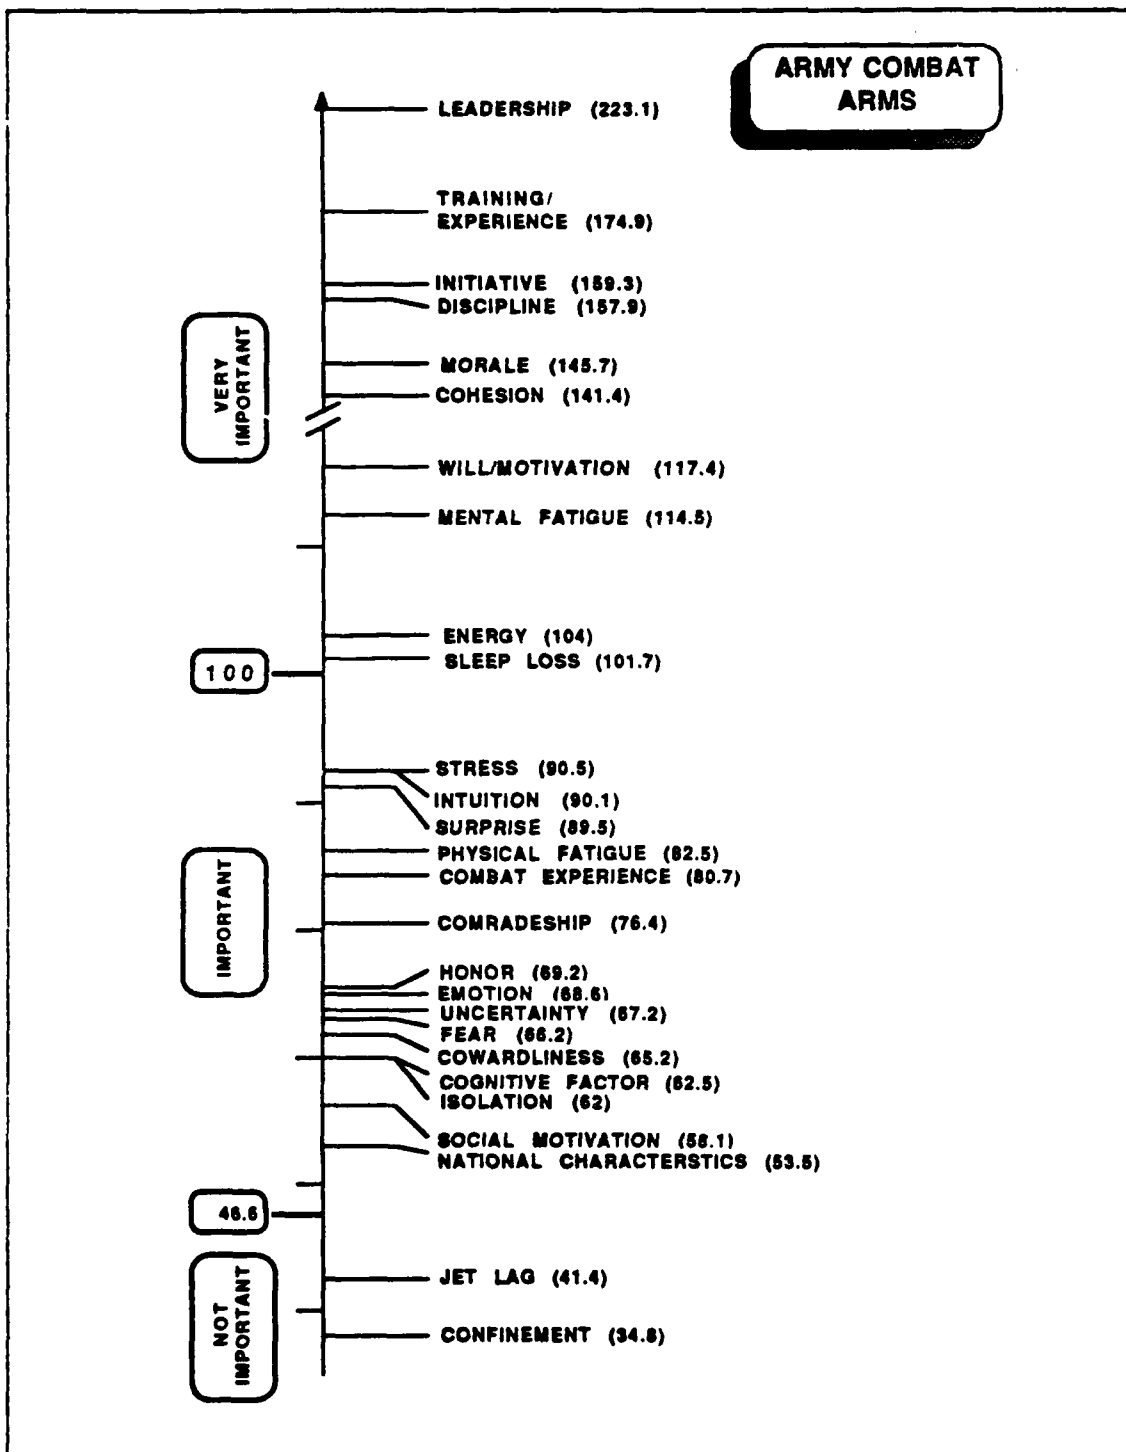 ARMY COMBAT
ARMS
LEADERSHIP (223.1)
TRAINING/
EXPERIENCE (174.9)
INITIATIVE (159.3)
DISCIPLINE (157.9)
VERY
IMPORTANT
MORALE (145.7)
COHESION (141.4)
WILL/MOTIVATION (117.4)
MENTAL FATIGUE (114.5)
ENERGY (104)
SLEEP LOSS (101.7)
100
STRESS (90.5)
INTUITION (90.1)
SURPRISE (89.5)
PHYSICAL FATIGUE (82.5)
COMBAT EXPERIENCE (80.7)
IMPORTANT
COMRADESHIP (76.4)
HONOR (69.2)
EMOTION (68.6)
UNCERTAINTY (67.2)
FEAR (66.2)
COWARDLINESS (65.2)
COGNITIVE FACTOR (62.5)
ISOLATION (62)
SOCIAL MOTIVATION (58.1)
NATIONAL CHARACTERSTICS (53.5)
46.6
JET LAG (41.4)
NOT
IMPORTANT
CONFINEMENT (34.8)